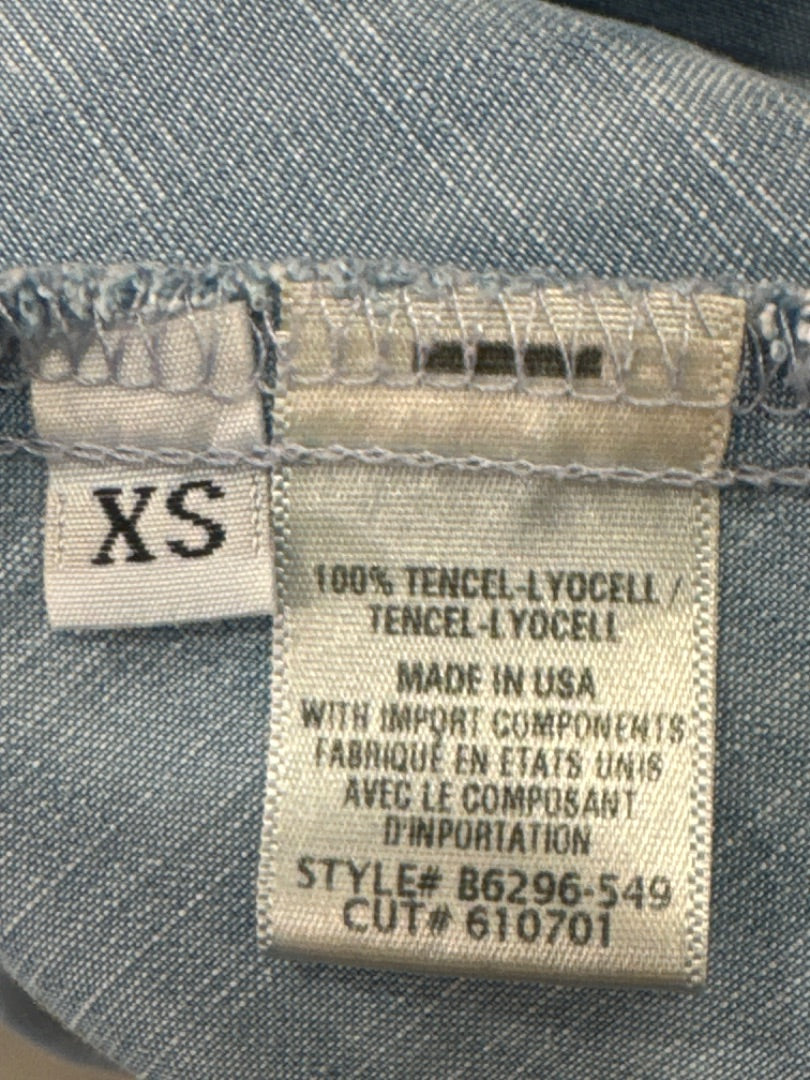 XS
100% TENCEL-LYOCELL /
TENCEL-LYOCELL
MADE IN USA
WITH IMPORT COMPONENTS
FABRIQUÉ EN ETATS UNIS
AVEC LE COMPOSANT
D'INPORTATION
STYLE# B6296-549
CUT# 610701